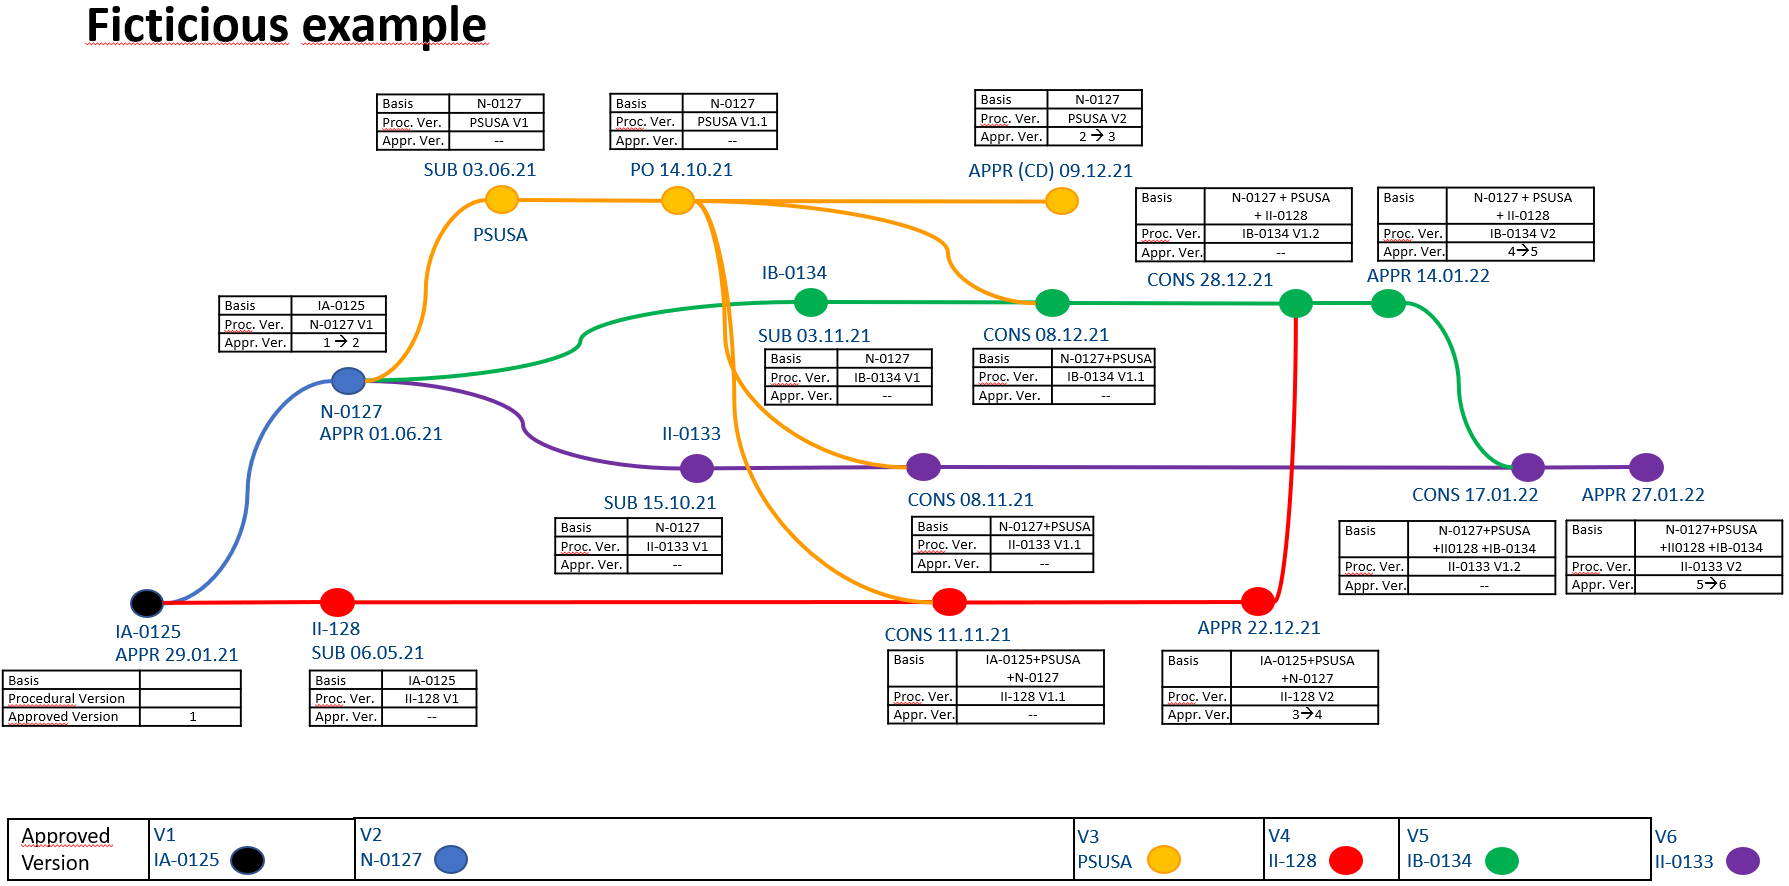 Ficticious example
Basis N-0127
Proc. Ver. PSUSA V1
Appr. Ver. --
SUB 03.06.21
PSUSA
Basis N-0127
Proc. Ver. PSUSA V1.1
Appr. Ver. --
PO 14.10.21
Basis N-0127
Proc. Ver. PSUSA V2
Appr. Ver. 2 → 3
APPR (CD) 09.12.21
Basis N-0127 + PSUSA
+ II-0128
Proc. Ver. IB-0134 V1.2
Appr. Ver. --
CONS 28.12.21
Basis N-0127 + PSUSA
+ II-0128
Proc. Ver. IB-0134 V2
Appr. Ver. 4→5
APPR 14.01.22
Basis IA-0125
Proc. Ver. N-0127 V1
Appr. Ver. 1 → 2
N-0127
APPR 01.06.21
IB-0134
SUB 03.11.21
Basis N-0127
Proc. Ver. IB-0134 V1
Appr. Ver. --
CONS 08.12.21
Basis N-0127+PSUSA
Proc. Ver. IB-0134 V1.1
Appr. Ver. --
II-0133
SUB 15.10.21
Basis N-0127
Proc. Ver. II-0133 V1
Appr. Ver. --
CONS 08.11.21
Basis N-0127+PSUSA
Proc. Ver. II-0133 V1.1
Appr. Ver. --
CONS 17.01.22
Basis N-0127+PSUSA
+II0128 +IB-0134
Proc. Ver. II-0133 V1.2
Appr. Ver. --
APPR 27.01.22
Basis N-0127+PSUSA
+II0128 +IB-0134
Proc. Ver. II-0133 V2
Appr. Ver. 5→6
IA-0125
APPR 29.01.21
Basis
Procedural Version
Approved Version 1
II-128
SUB 06.05.21
Basis IA-0125
Proc. Ver. II-128 V1
Appr. Ver. --
CONS 11.11.21
Basis IA-0125+PSUSA
+N-0127
Proc. Ver. II-128 V1.1
Appr. Ver. --
APPR 22.12.21
Basis IA-0125+PSUSA
+N-0127
Proc. Ver. II-128 V2
Appr. Ver. 3→4
Approved
Version
V1
IA-0125
V2
N-0127
V3
PSUSA
V4
II-128
V5
IB-0134
V6
II-0133